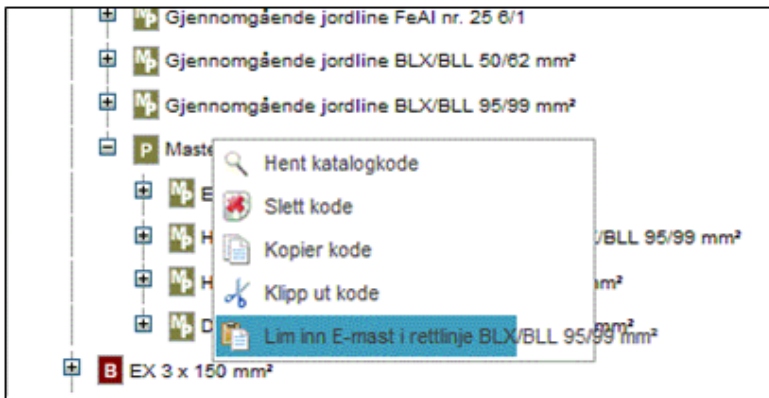 Gjennomgående jordline FeAl nr. 25 6/1
Gjennomgående jordline BLX/BLL 50/62 mm²
Gjennomgående jordline BLX/BLL 95/99 mm²
P Maste
Hent katalogkode
E
Slett kode
H /BLL 95/99 mm²
Kopier kode
H mm²
Klipp ut kode
D mm²
Lim inn E-mast i rettlinje BLX/BLL 95/99 mm²
B EX 3 x 150 mm²